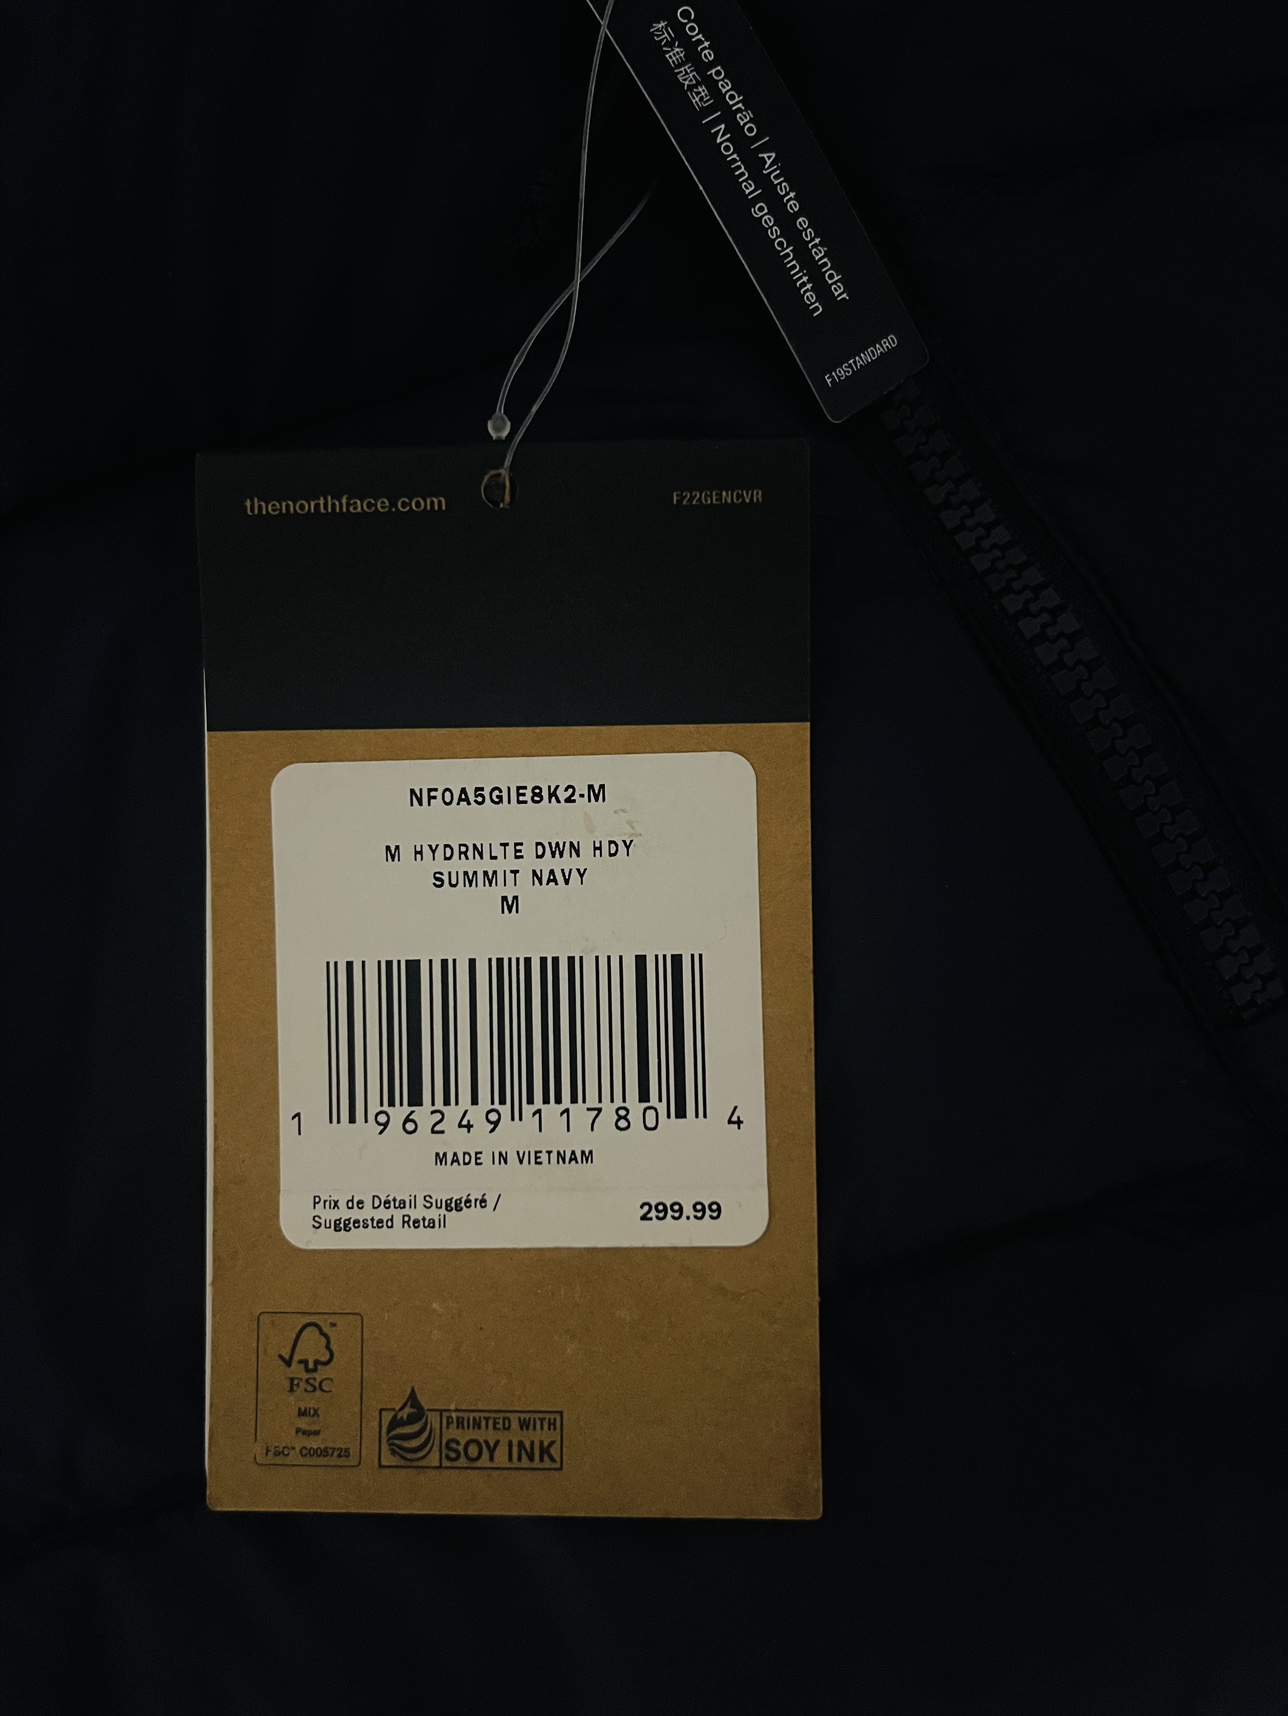 Corte padrão | Ajuste estándar
标准版型 | Normal geschnitten
F19STANDARD
thenorthface.com
F22GENCVR
NF0A5GIE8K2-M
M HYDRNLTE DWN HDY
SUMMIT NAVY
M
1 96249 11780 4
MADE IN VIETNAM
Prix de Détail Suggéré /
Suggested Retail
299.99
FSC
MIX
Paper
FSC® C005725
PRINTED WITH
SOY INK